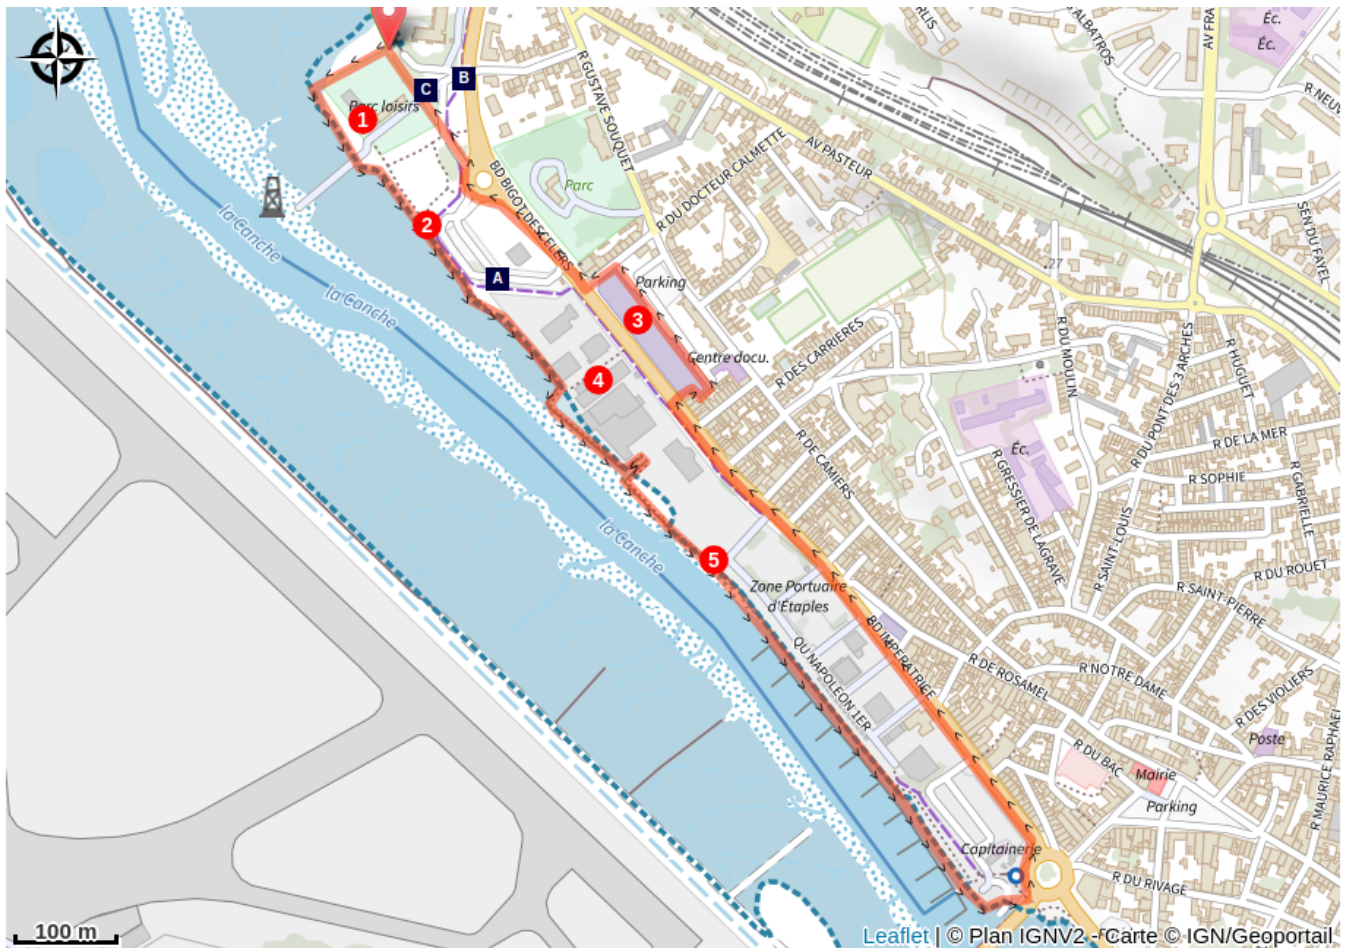 RLIS
ALBATROS
AV FRA
Éc.
Éc.
R NEUV
B
C
Parc loisirs
1
R GUSTAVE SOUQUET
R DU DOCTEUR CALMETTE
AV PASTEUR
Parc
BD BIGOT-DESCELERS
2
la Canche
la Canche
A
SEN DU FAYEL
27
Parking
3
Centre docu.
R DES CARRIERES
R DU MOULIN
R DU PONT DES 3 ARCHES
R HUGUET
4
R DE CAMIERS
Éc.
R GRESSIER DE LAGRAVE
R DE LA MER
R SOPHIE
R GABRIELLE
la Canche
5
R SAINT-LOUIS
R DU ROUET
R SAINT-PIERRE
Zone Portuaire
d'Étaples
BD IMPERATRICE
QU NAPOLEON 1ER
R DE ROSAMEL
R NOTRE DAME
R DES VIOLIERS
Poste
R MAURICE RAPHAEL
R DU BAC
Mairie
Parking
Capitainerie
R DU RIVAGE
100 m
Leaflet | © Plan IGNV2 - Carte © IGN/Geoportail